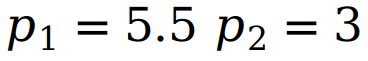 p₁ = 5.5 p₂ = 3